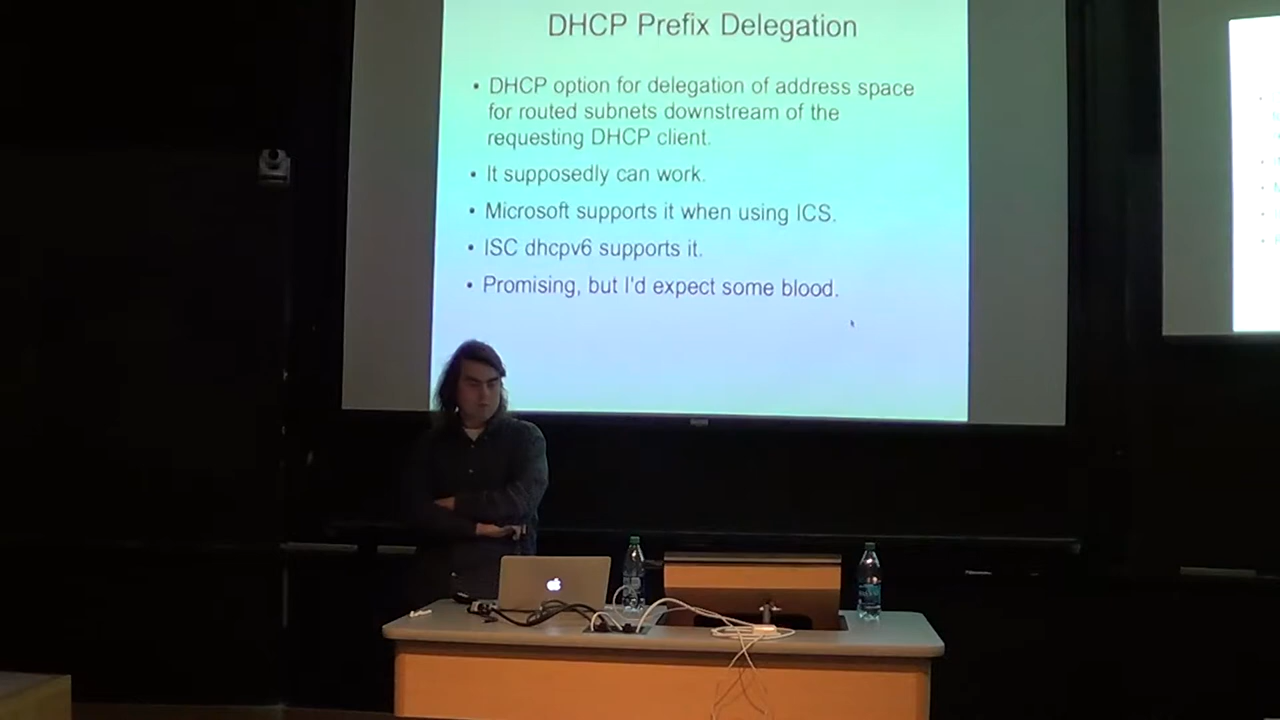 DHCP Prefix Delegation
• DHCP option for delegation of address space
for routed subnets downstream of the
requesting DHCP client.
• It supposedly can work.
• Microsoft supports it when using ICS.
• ISC dhcpv6 supports it.
• Promising, but I'd expect some blood.